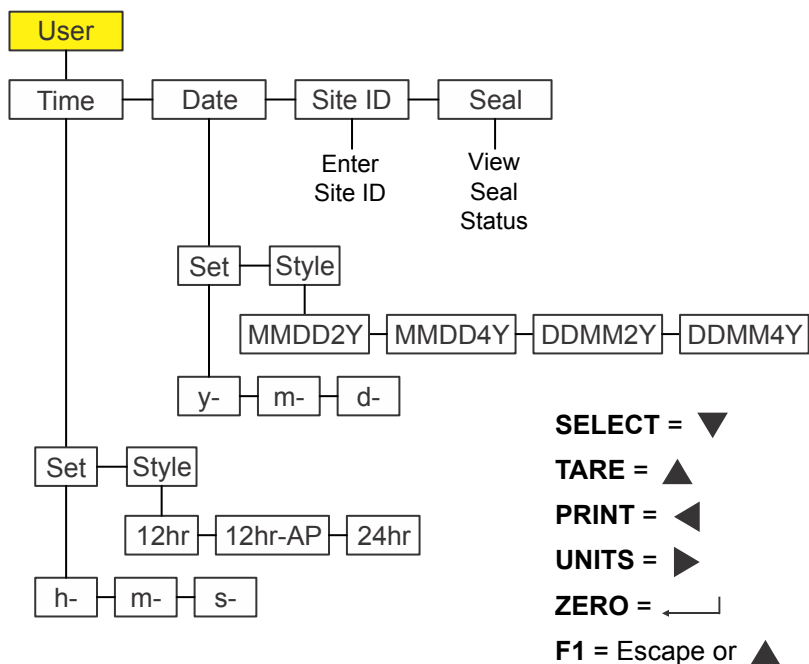 User
Time Date Site ID Seal
Enter
Site ID
View
Seal
Status
Set Style
MMDD2Y MMDD4Y DDMM2Y DDMM4Y
y- m- d-
Set Style
12hr 12hr-AP 24hr
h- m- s-
SELECT = ▼
TARE = ▲
PRINT = ◀
UNITS = ▶
ZERO = ↵
F1 = Escape or ▲